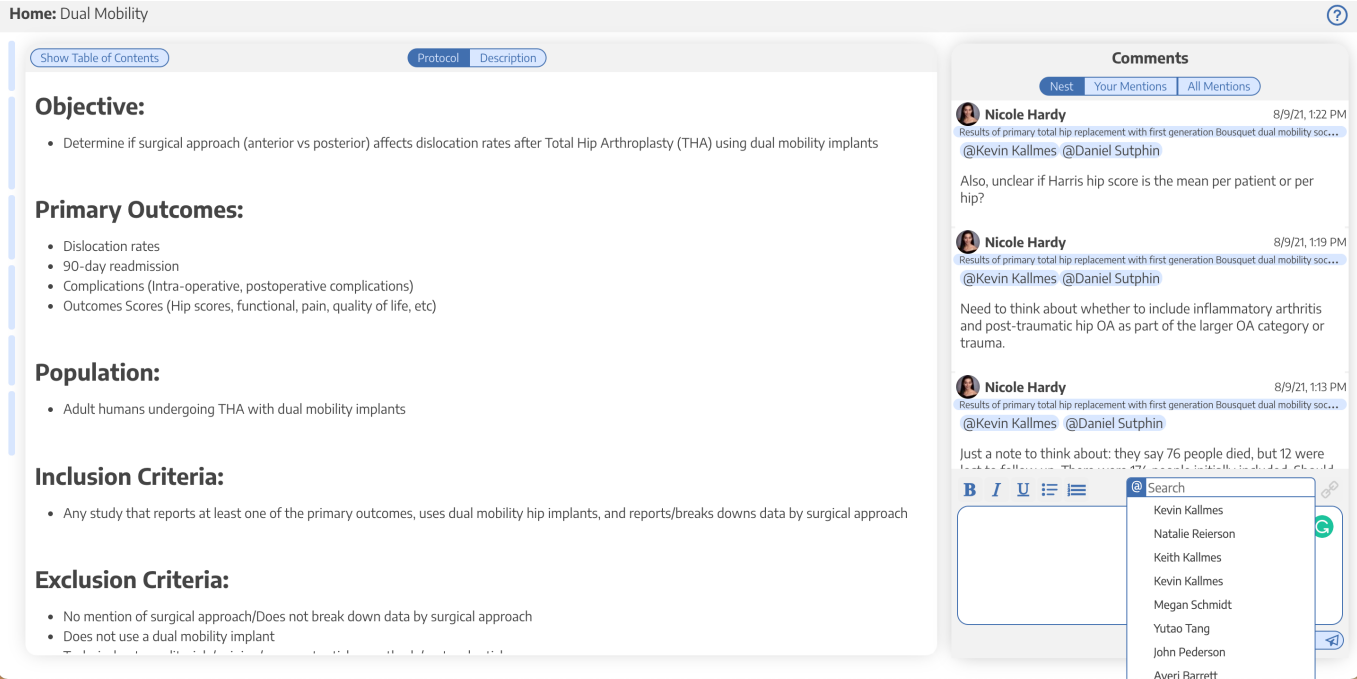 Home: Dual Mobility
?
Show Table of Contents
Protocol
Description
Objective:
• Determine if surgical approach (anterior vs posterior) affects dislocation rates after Total Hip Arthroplasty (THA) using dual mobility implants
Primary Outcomes:
• Dislocation rates
• 90-day readmission
• Complications (Intra-operative, postoperative complications)
• Outcomes Scores (Hip scores, functional, pain, quality of life, etc)
Population:
• Adult humans undergoing THA with dual mobility implants
Inclusion Criteria:
• Any study that reports at least one of the primary outcomes, uses dual mobility hip implants, and reports/breaks downs data by surgical approach
Exclusion Criteria:
• No mention of surgical approach/Does not break down data by surgical approach
• Does not use a dual mobility implant
Comments
Nest
Your Mentions
All Mentions
Nicole Hardy 8/9/21, 1:22 PM
Results of primary total hip replacement with first generation Bousquet dual mobility soc...
@Kevin Kallmes @Daniel Sutphin
Also, unclear if Harris hip score is the mean per patient or per
hip?
Nicole Hardy 8/9/21, 1:19 PM
Results of primary total hip replacement with first generation Bousquet dual mobility soc...
@Kevin Kallmes @Daniel Sutphin
Need to think about whether to include inflammatory arthritis
and post-traumatic hip OA as part of the larger OA category or
trauma.
Nicole Hardy 8/9/21, 1:13 PM
Results of primary total hip replacement with first generation Bousquet dual mobility soc...
@Kevin Kallmes @Daniel Sutphin
Just a note to think about: they say 76 people died, but 12 were
B I U
@ Search
Kevin Kallmes
Natalie Reierson
Keith Kallmes
Kevin Kallmes
Megan Schmidt
Yutao Tang
John Pederson
Averi Barrett